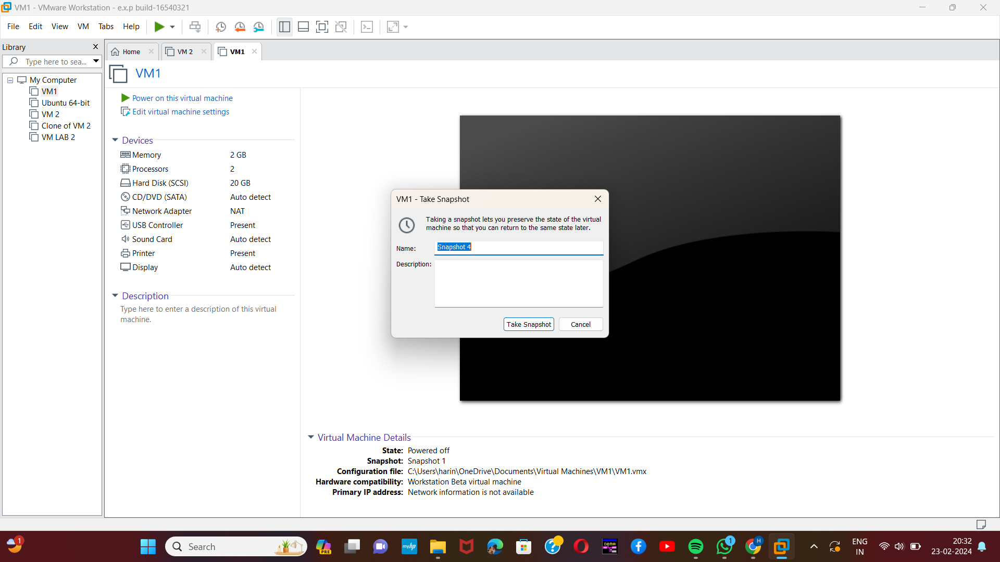 VM1 - VMware Workstation - e.x.p build-16540321
File Edit View VM Tabs Help
Library
Type here to sea...
My Computer
VM1
Ubuntu 64-bit
VM 2
Clone of VM 2
VM LAB 2
Home VM 2 VM1
VM1
Power on this virtual machine
Edit virtual machine settings
Devices
Memory 2 GB
Processors 2
Hard Disk (SCSI) 20 GB
CD/DVD (SATA) Auto detect
Network Adapter NAT
USB Controller Present
Sound Card Auto detect
Printer Present
Display Auto detect
Description
Type here to enter a description of this virtual
machine.
VM1 - Take Snapshot
Taking a snapshot lets you preserve the state of the virtual
machine so that you can return to the same state later.
Name: Snapshot 4
Description:
Take Snapshot Cancel
Virtual Machine Details
State: Powered off
Snapshot: Snapshot 1
Configuration file: C:\Users\harin\OneDrive\Documents\Virtual Machines\VM1\VM1.vmx
Hardware compatibility: Workstation Beta virtual machine
Primary IP address: Network information is not available
1
Search
PRE
myhp
DATA
1
H
ENG
IN
20:32
23-02-2024